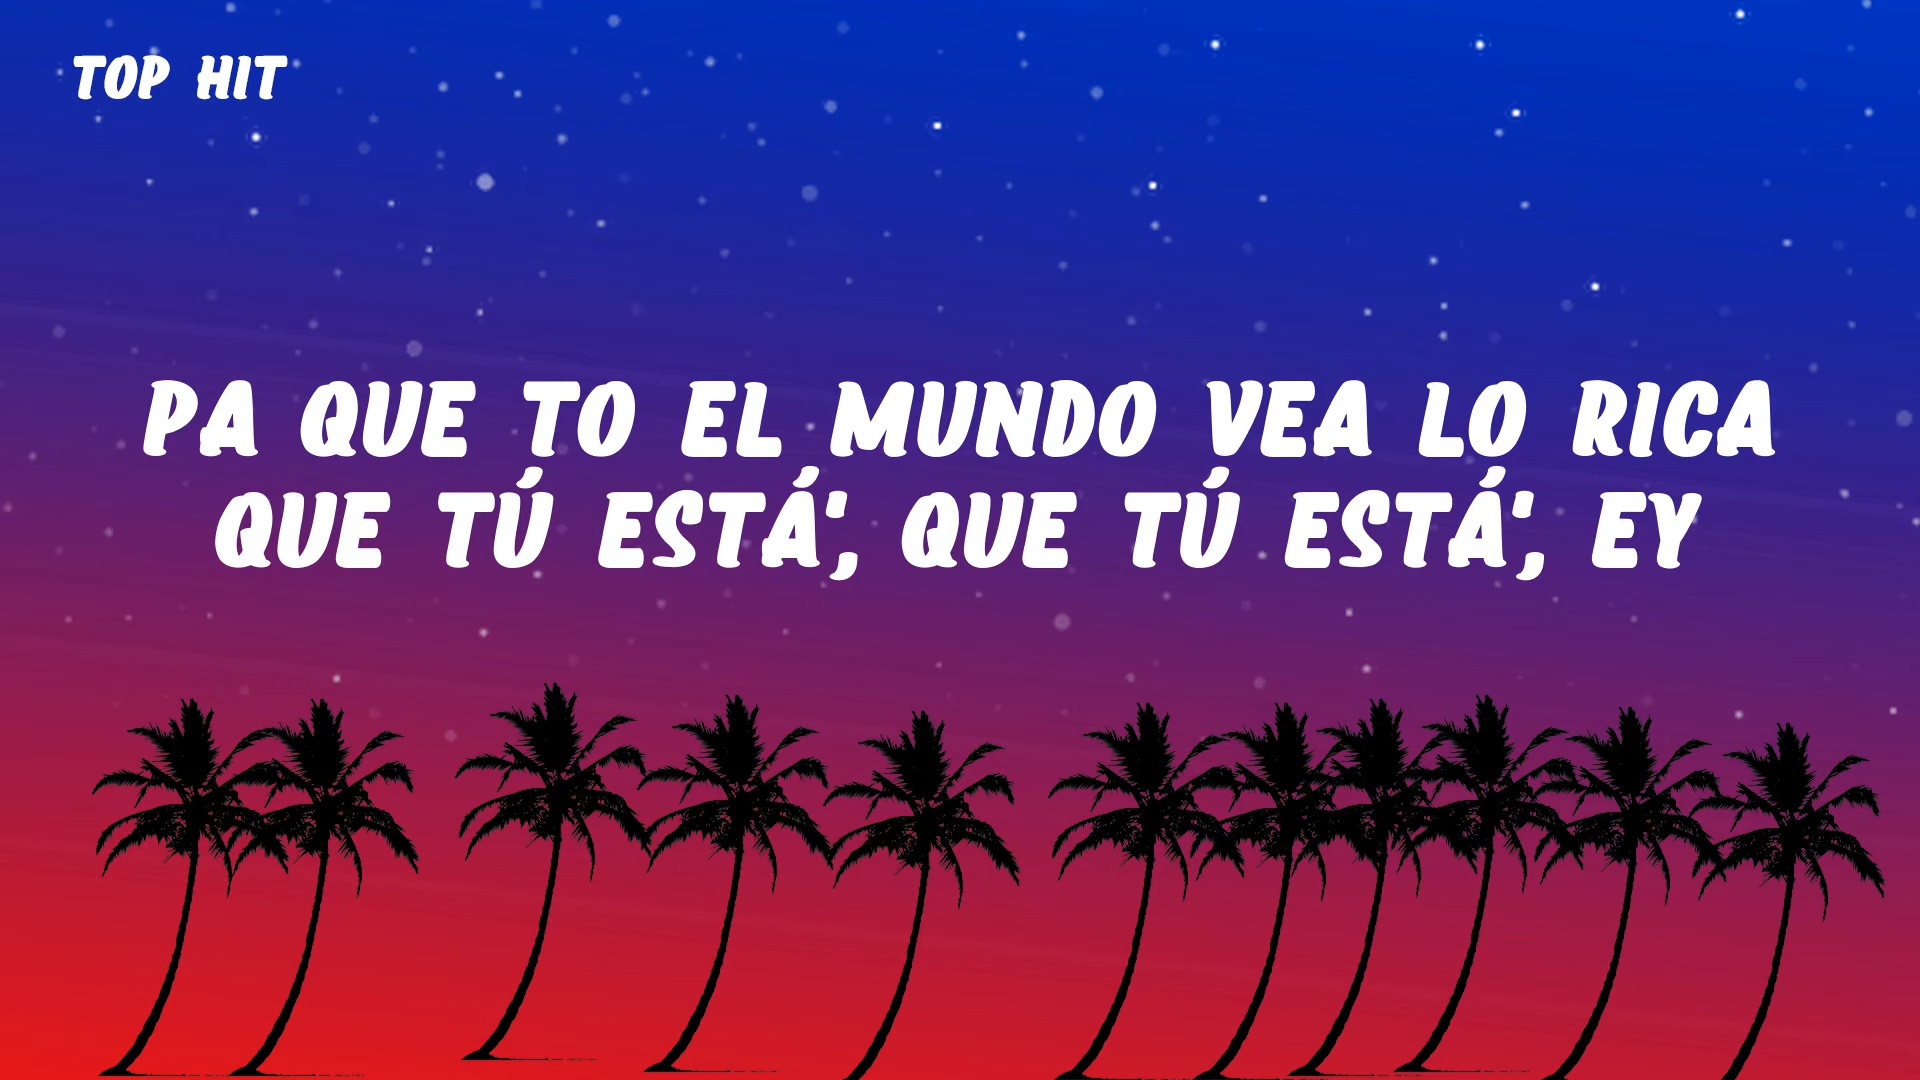 TOP HIT
PA QUE TO EL MUNDO VEA LO RICA
QUE TÚ ESTÁ', QUE TÚ ESTÁ', EY